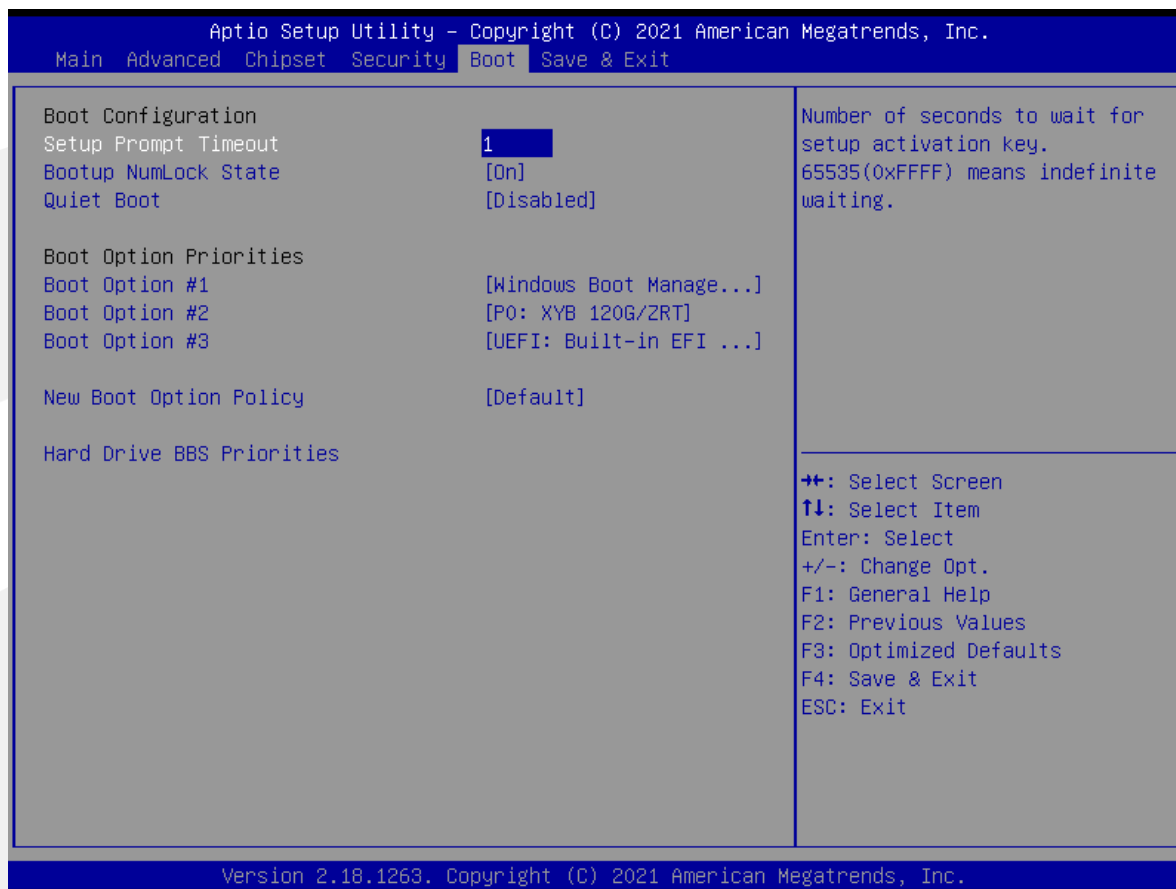 Aptio Setup Utility – Copyright (C) 2021 American Megatrends, Inc.
Main Advanced Chipset Security Boot Save & Exit
Boot Configuration
Setup Prompt Timeout 1
Bootup NumLock State [On]
Quiet Boot [Disabled]
Boot Option Priorities
Boot Option #1 [Windows Boot Manage...]
Boot Option #2 [P0: XYB 120G/ZRT]
Boot Option #3 [UEFI: Built-in EFI ...]
New Boot Option Policy [Default]
Hard Drive BBS Priorities
Number of seconds to wait for
setup activation key.
65535(0xFFFF) means indefinite
waiting.
→←: Select Screen
↑↓: Select Item
Enter: Select
+/-: Change Opt.
F1: General Help
F2: Previous Values
F3: Optimized Defaults
F4: Save & Exit
ESC: Exit
Version 2.18.1263. Copyright (C) 2021 American Megatrends, Inc.